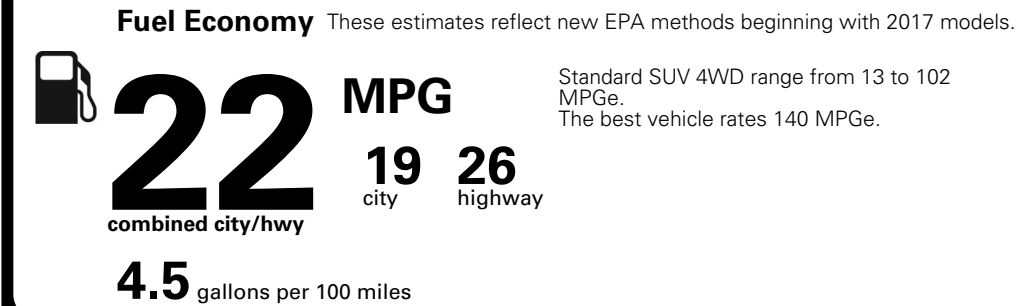 Fuel Economy These estimates reflect new EPA methods beginning with 2017 models.
22 MPG
Standard SUV 4WD range from 13 to 102
MPGe.
The best vehicle rates 140 MPGe.
19 26
city highway
combined city/hwy
4.5 gallons per 100 miles